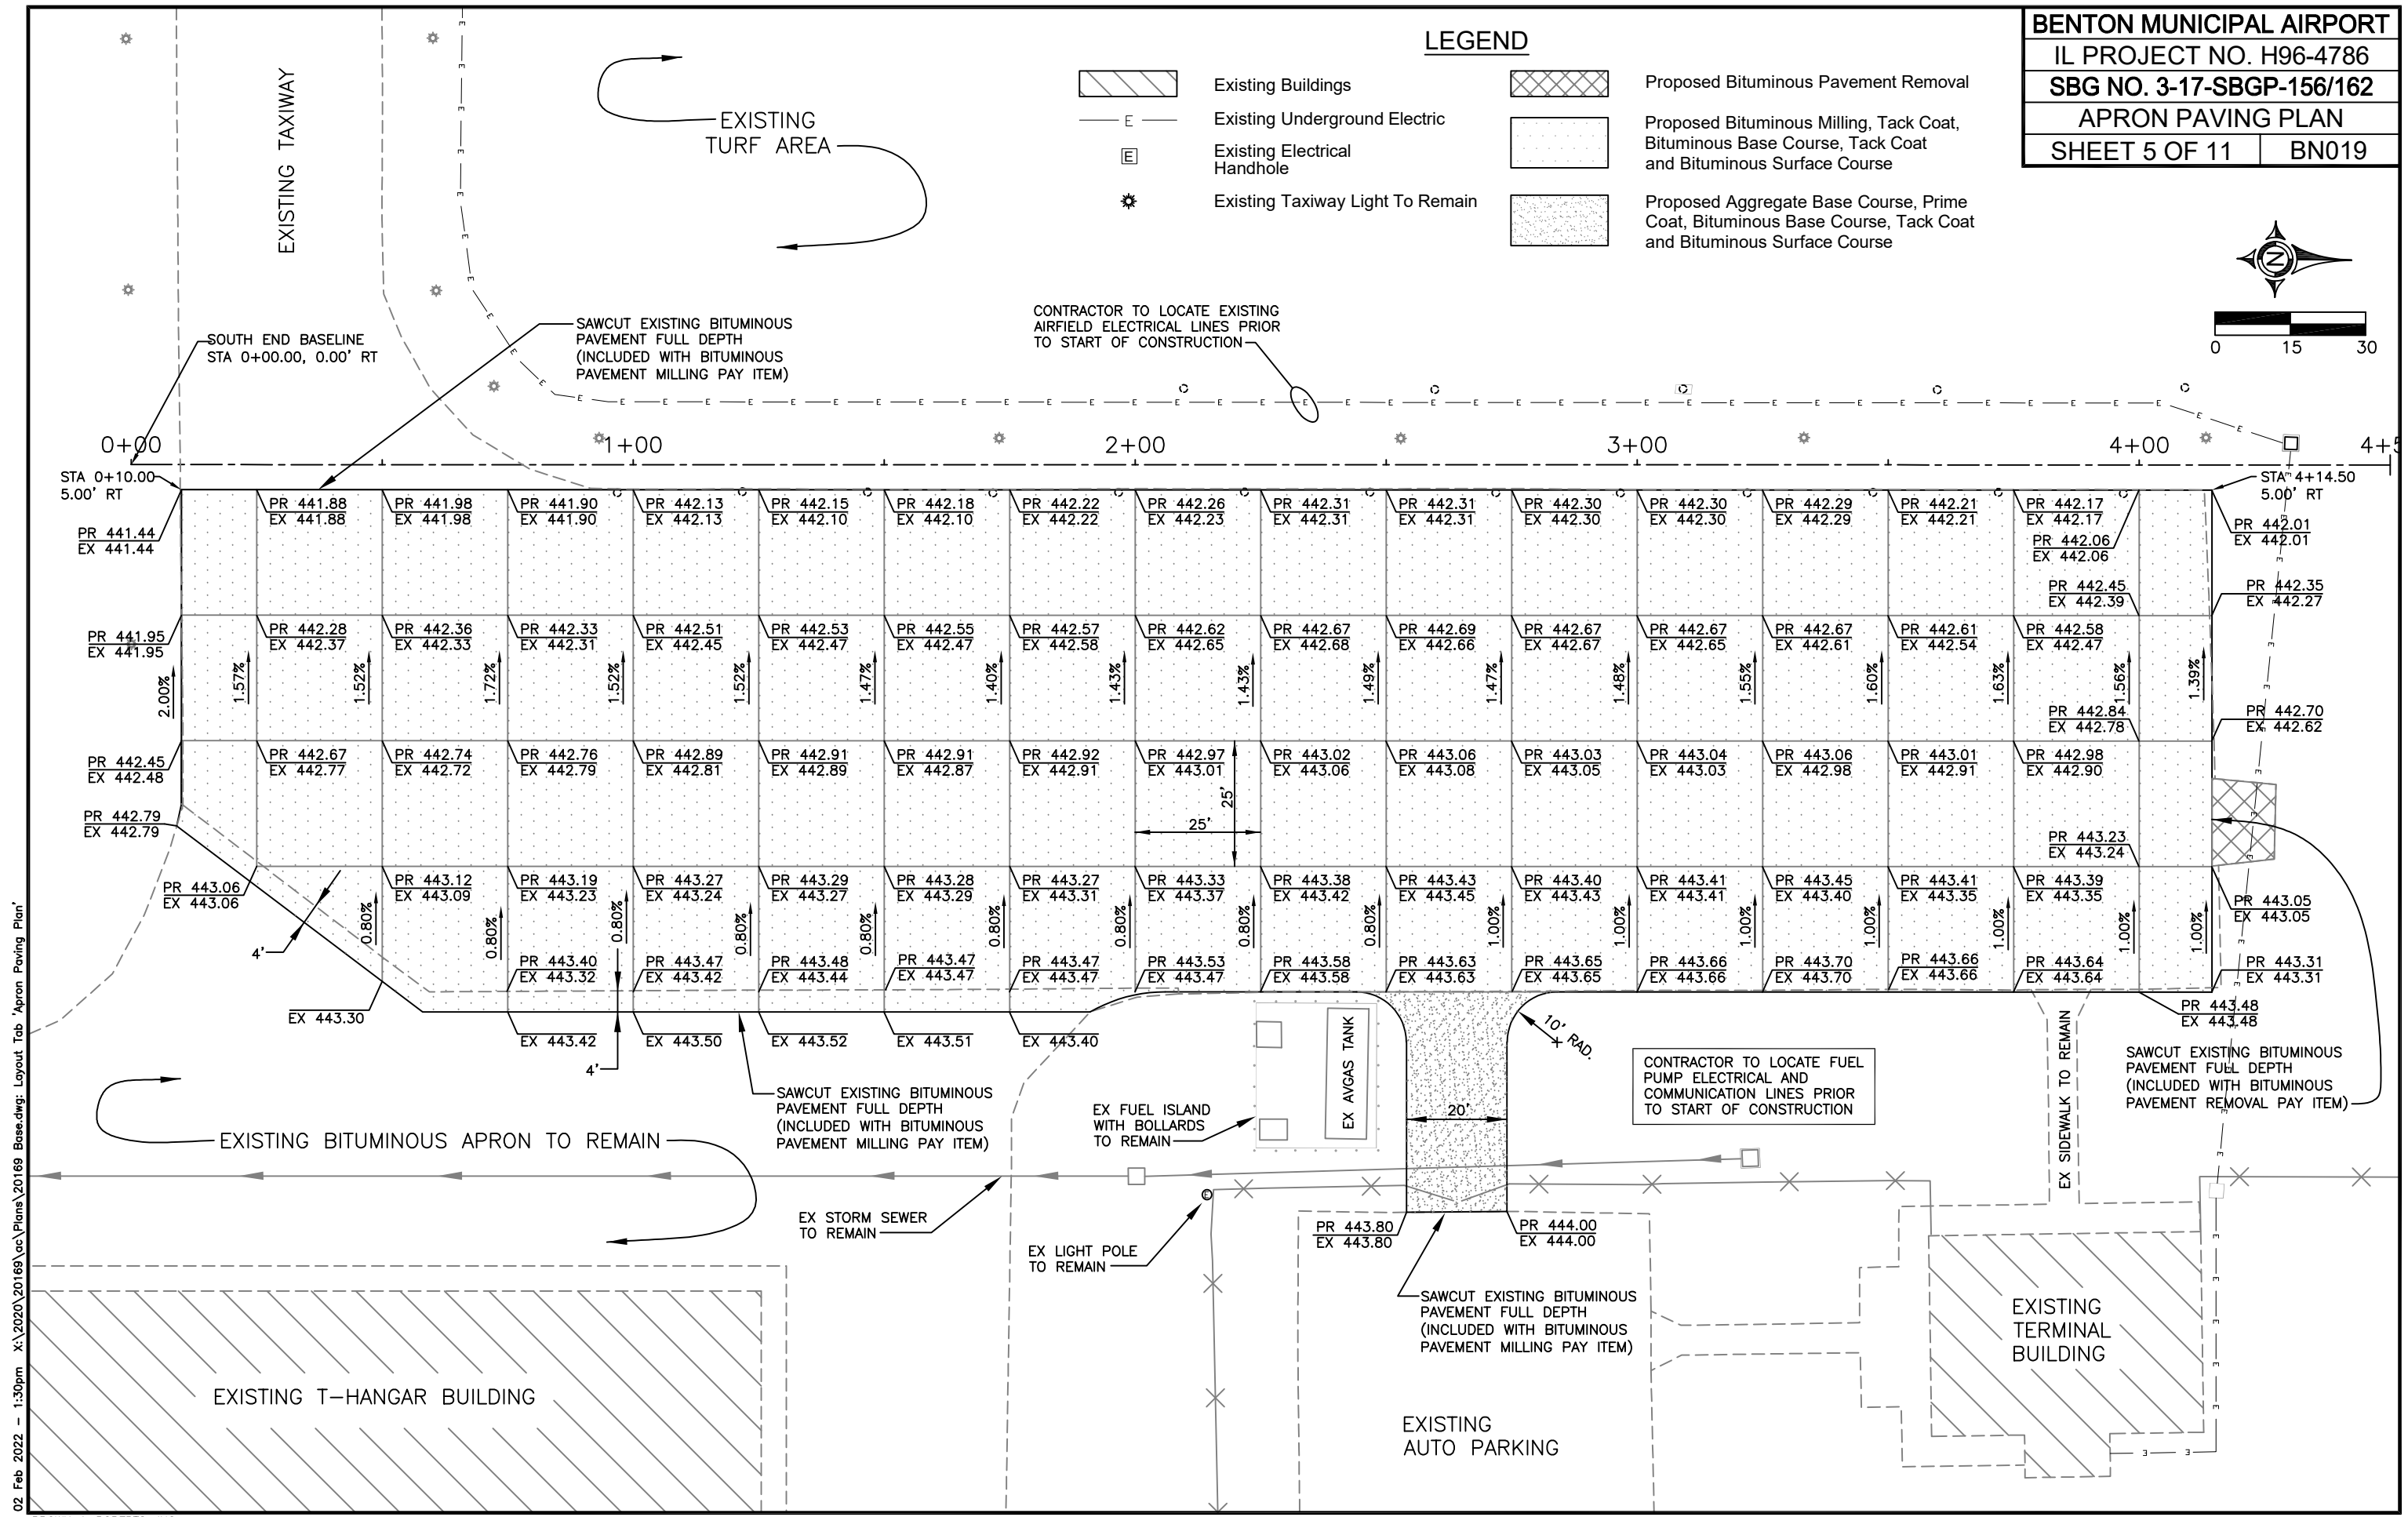 BENTON MUNICIPAL AIRPORT
IL PROJECT NO. H96-4786
SBG NO. 3-17-SBGP-156/162
APRON PAVING PLAN
SHEET 5 OF 11 BN019
LEGEND
Existing Buildings
E Existing Underground Electric
E Existing Electrical
Handhole
Existing Taxiway Light To Remain
Proposed Bituminous Pavement Removal
Proposed Bituminous Milling, Tack Coat,
Bituminous Base Course, Tack Coat
and Bituminous Surface Course
Proposed Aggregate Base Course, Prime
Coat, Bituminous Base Course, Tack Coat
and Bituminous Surface Course
N
0 15 30
EXISTING TAXIWAY
EXISTING
TURF AREA
SOUTH END BASELINE
STA 0+00.00, 0.00' RT
SAWCUT EXISTING BITUMINOUS
PAVEMENT FULL DEPTH
(INCLUDED WITH BITUMINOUS
PAVEMENT MILLING PAY ITEM)
CONTRACTOR TO LOCATE EXISTING
AIRFIELD ELECTRICAL LINES PRIOR
TO START OF CONSTRUCTION
0+00 1+00 2+00 3+00 4+00
STA 0+10.00
5.00' RT
STA 4+14.50
5.00' RT
PR 441.44
EX 441.44
PR 441.88 PR 441.98 PR 441.90 PR 442.13 PR 442.15 PR 442.18 PR 442.22 PR 442.26 PR 442.31 PR 442.31 PR 442.30 PR 442.30 PR 442.29 PR 442.21 PR 442.17
EX 441.88 EX 441.98 EX 441.90 EX 442.13 EX 442.10 EX 442.10 EX 442.22 EX 442.23 EX 442.31 EX 442.31 EX 442.30 EX 442.30 EX 442.29 EX 442.21 EX 442.17
PR 442.06
EX 442.06
PR 442.01
EX 442.01
PR 442.45
EX 442.39
PR 442.35
EX 442.27
PR 441.95
EX 441.95
PR 442.28 PR 442.36 PR 442.33 PR 442.51 PR 442.53 PR 442.55 PR 442.57 PR 442.62 PR 442.67 PR 442.69 PR 442.67 PR 442.67 PR 442.67 PR 442.61 PR 442.58
EX 442.37 EX 442.33 EX 442.31 EX 442.45 EX 442.47 EX 442.47 EX 442.58 EX 442.65 EX 442.68 EX 442.66 EX 442.67 EX 442.65 EX 442.61 EX 442.54 EX 442.47
2.00% 1.57% 1.52% 1.72% 1.52% 1.52% 1.47% 1.40% 1.43% 1.43% 1.49% 1.47% 1.48% 1.55% 1.60% 1.63% 1.56% 1.39%
PR 442.84
EX 442.78
PR 442.70
EX 442.62
PR 442.45
EX 442.48
PR 442.67 PR 442.74 PR 442.76 PR 442.89 PR 442.91 PR 442.91 PR 442.92 PR 442.97 PR 443.02 PR 443.06 PR 443.03 PR 443.04 PR 443.06 PR 443.01 PR 442.98
EX 442.77 EX 442.72 EX 442.79 EX 442.81 EX 442.89 EX 442.87 EX 442.91 EX 443.01 EX 443.06 EX 443.08 EX 443.05 EX 443.03 EX 442.98 EX 442.91 EX 442.90
25'
25'
PR 442.79
EX 442.79
PR 443.23
EX 443.24
PR 443.06
EX 443.06
PR 443.12 PR 443.19 PR 443.27 PR 443.29 PR 443.28 PR 443.27 PR 443.33 PR 443.38 PR 443.43 PR 443.40 PR 443.41 PR 443.45 PR 443.41 PR 443.39
EX 443.09 EX 443.23 EX 443.24 EX 443.27 EX 443.29 EX 443.31 EX 443.37 EX 443.42 EX 443.45 EX 443.43 EX 443.41 EX 443.40 EX 443.35 EX 443.35
PR 443.05
EX 443.05
0.80% 0.80% 0.80% 0.80% 0.80% 0.80% 0.80% 0.80% 0.80% 1.00% 1.00% 1.00% 1.00% 1.00% 1.00% 1.00%
4'
PR 443.40 PR 443.47 PR 443.48 PR 443.47 PR 443.47 PR 443.53 PR 443.58 PR 443.63 PR 443.65 PR 443.66 PR 443.70 PR 443.66 PR 443.64
EX 443.32 EX 443.42 EX 443.44 EX 443.47 EX 443.47 EX 443.47 EX 443.58 EX 443.63 EX 443.65 EX 443.66 EX 443.70 EX 443.66 EX 443.64
PR 443.31
EX 443.31
PR 443.48
EX 443.48
EX 443.30
EX 443.42 EX 443.50 EX 443.52 EX 443.51 EX 443.40
4'
EX AVGAS TANK
10' RAD.
20'
CONTRACTOR TO LOCATE FUEL
PUMP ELECTRICAL AND
COMMUNICATION LINES PRIOR
TO START OF CONSTRUCTION
EX SIDEWALK TO REMAIN
SAWCUT EXISTING BITUMINOUS
PAVEMENT FULL DEPTH
(INCLUDED WITH BITUMINOUS
PAVEMENT REMOVAL PAY ITEM)
SAWCUT EXISTING BITUMINOUS
PAVEMENT FULL DEPTH
(INCLUDED WITH BITUMINOUS
PAVEMENT MILLING PAY ITEM)
EX FUEL ISLAND
WITH BOLLARDS
TO REMAIN
EXISTING BITUMINOUS APRON TO REMAIN
EX STORM SEWER
TO REMAIN
EX LIGHT POLE
TO REMAIN
PR 443.80
EX 443.80
PR 444.00
EX 444.00
SAWCUT EXISTING BITUMINOUS
PAVEMENT FULL DEPTH
(INCLUDED WITH BITUMINOUS
PAVEMENT MILLING PAY ITEM)
EXISTING
TERMINAL
BUILDING
EXISTING T-HANGAR BUILDING
EXISTING
AUTO PARKING
02 Feb 2022 - 1:30pm X:\2020\20169\ac\Plans\20169 Base.dwg: Layout Tab 'Apron Paving Plan'